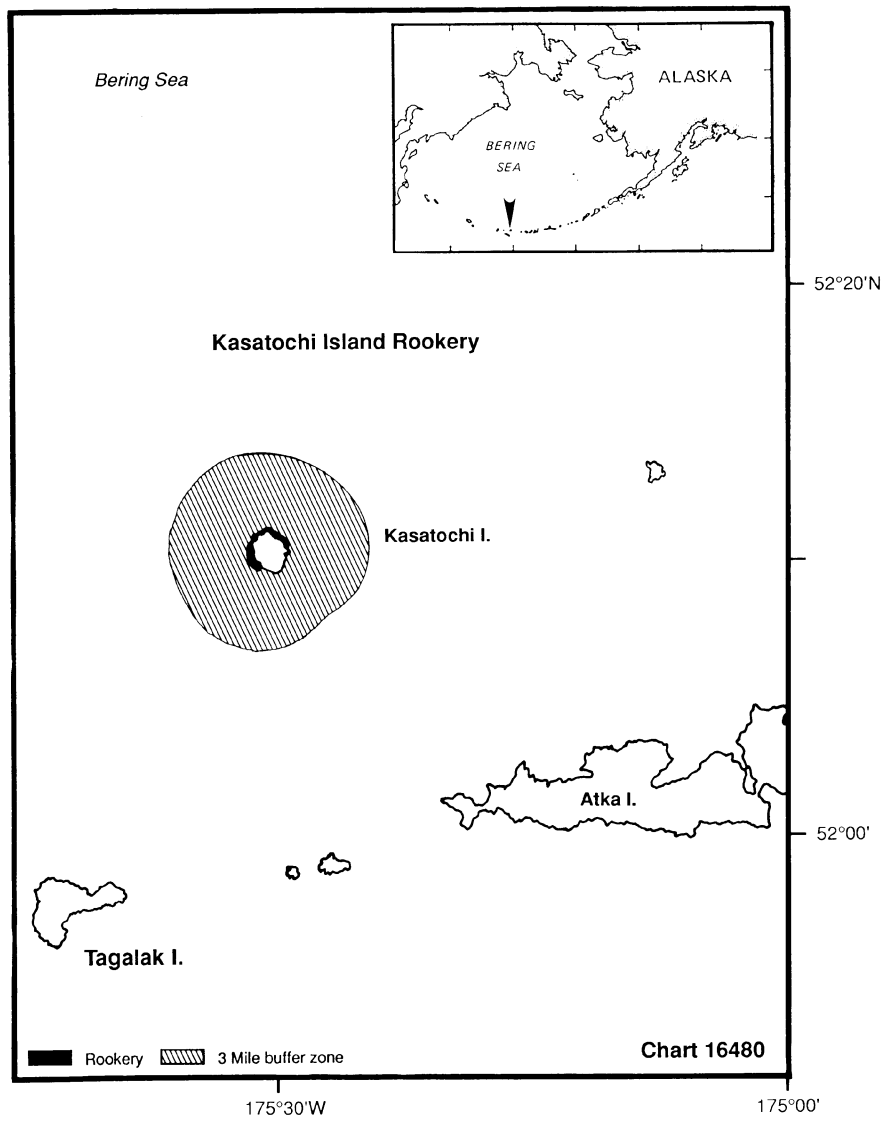 Bering Sea
ALASKA
BERING
SEA
52°20'N
Kasatochi Island Rookery
Kasatochi I.
Atka I.
52°00'
Tagalak I.
Rookery
3 Mile buffer zone
Chart 16480
175°30'W
175°00'